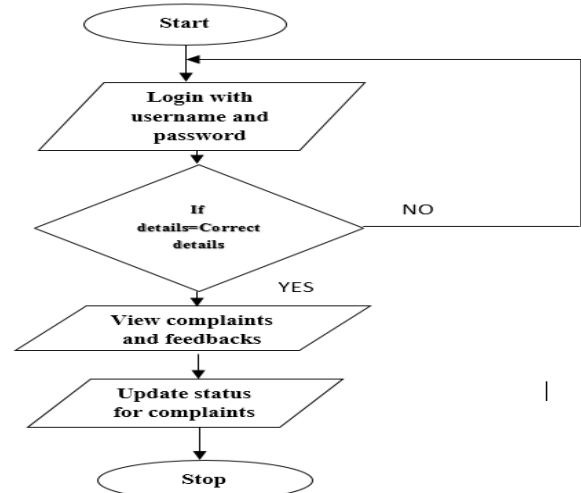 Start
Login with
username and
password
If
details=Correct
details
NO
YES
View complaints
and feedbacks
Update status
for complaints
Stop